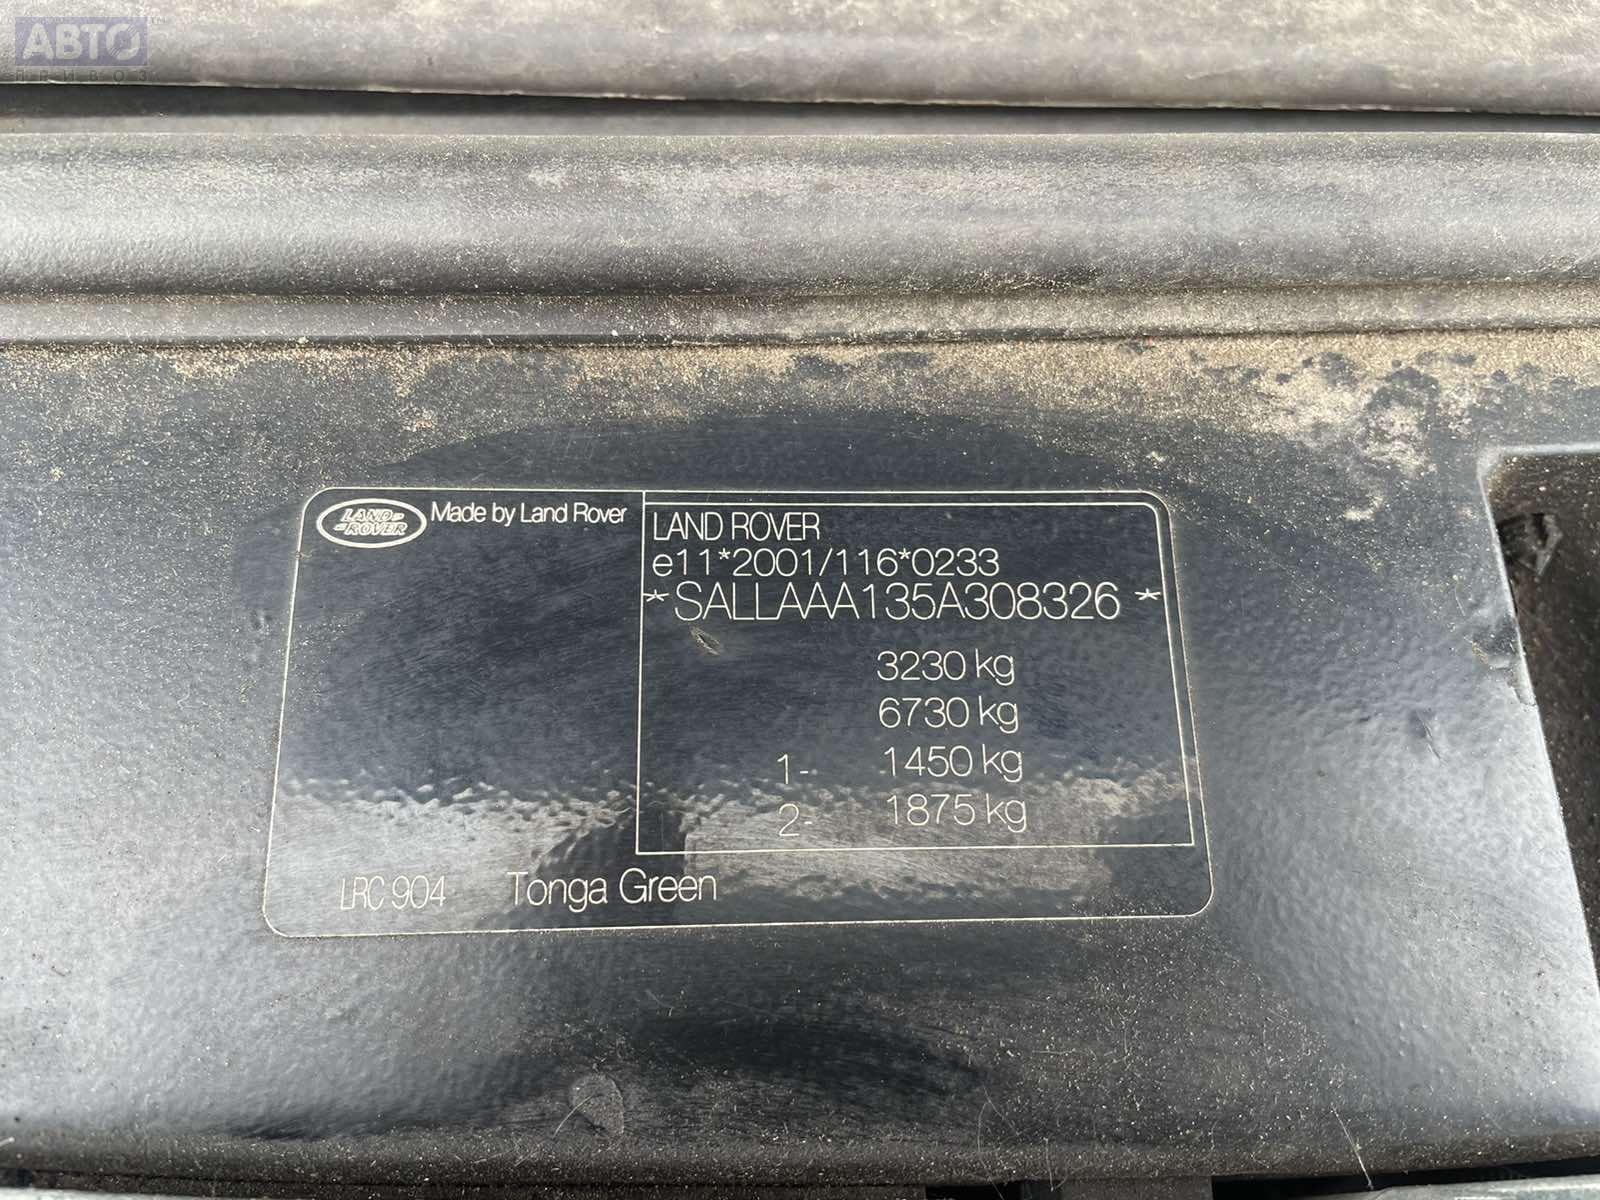 АВТО
ПРИВОЗ
LAND
ROVER
Made by Land Rover
LAND ROVER
e11*2001/116*0233
*SALLAAA135A308326*
3230 kg
6730 kg
1- 1450 kg
2- 1875 kg
LRC 904 Tonga Green